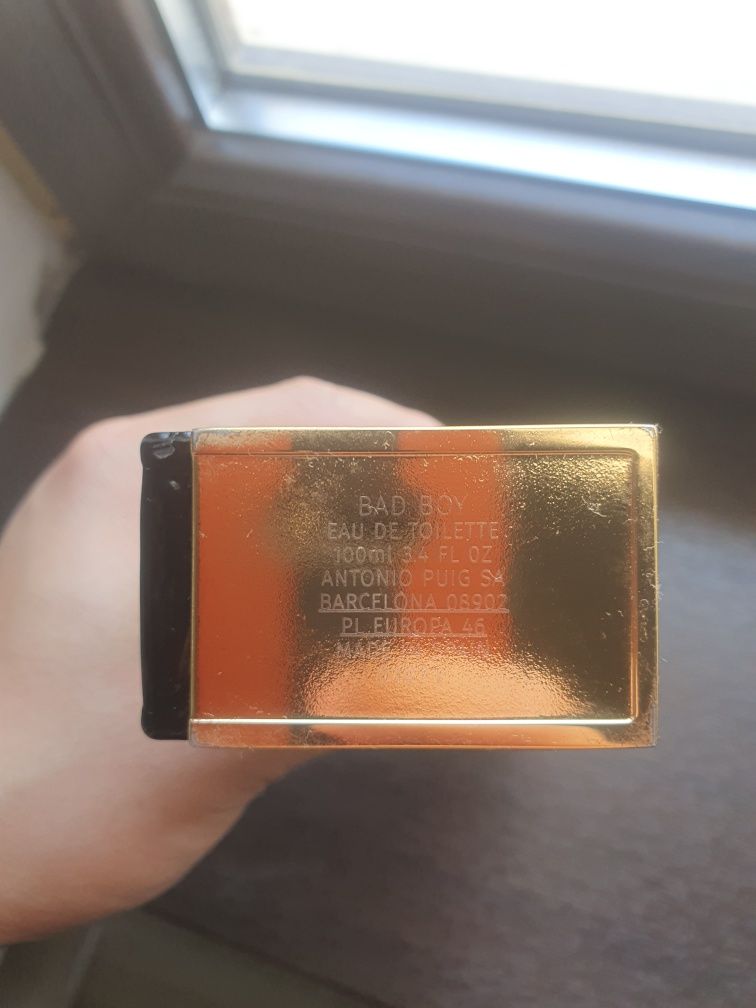 BAD BOY
EAU DE TOILETTE
100ml 3.4 FL OZ
ANTONIO PUIG SA
BARCELONA 08902
PL.EUROPA 46